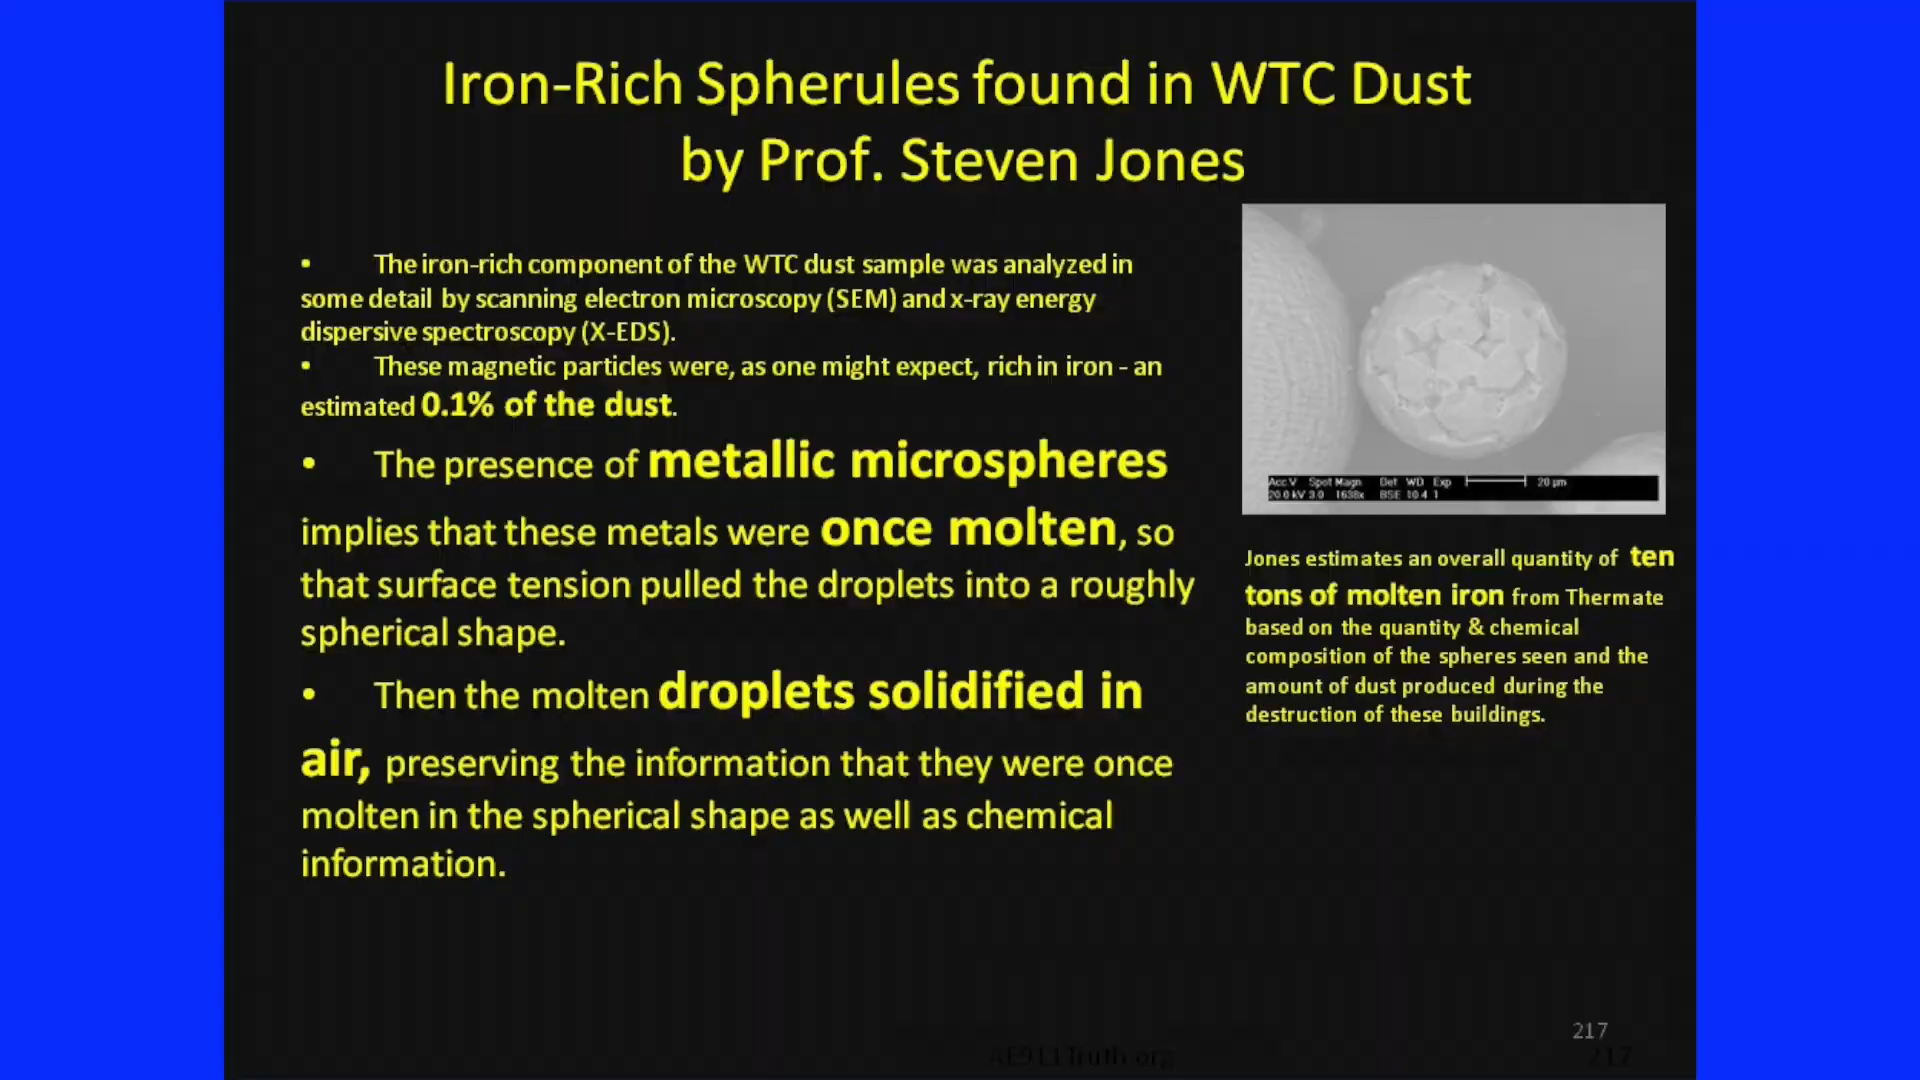 Iron-Rich Spherules found in WTC Dust
by Prof. Steven Jones
• The iron-rich component of the WTC dust sample was analyzed in
some detail by scanning electron microscopy (SEM) and x-ray energy
dispersive spectroscopy (X-EDS).
• These magnetic particles were, as one might expect, rich in iron - an
estimated 0.1% of the dust.
• The presence of metallic microspheres
implies that these metals were once molten, so
that surface tension pulled the droplets into a roughly
spherical shape.
• Then the molten droplets solidified in
air, preserving the information that they were once
molten in the spherical shape as well as chemical
information.
Acc.V Spot Magn Det WD Exp 20 µm
20.0 kV 3.0 1638x BSE 10.4 1
Jones estimates an overall quantity of ten
tons of molten iron from Thermate
based on the quantity & chemical
composition of the spheres seen and the
amount of dust produced during the
destruction of these buildings.
217
AE911Truth.org
217